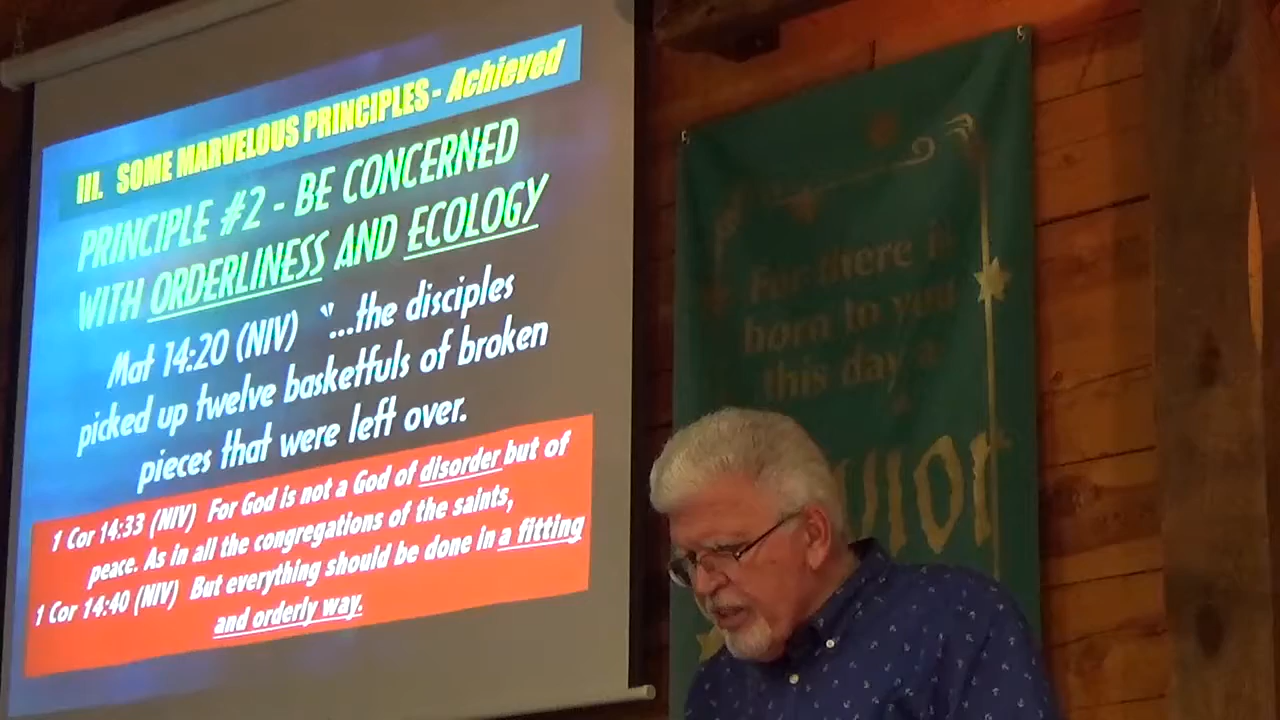 III. SOME MARVELOUS PRINCIPLES - Achieved
PRINCIPLE #2 - BE CONCERNED
WITH ORDERLINESS AND ECOLOGY
Mat 14:20 (NIV) "...the disciples
picked up twelve basketfuls of broken
pieces that were left over.
1 Cor 14:33 (NIV) For God is not a God of disorder but of
peace. As in all the congregations of the saints,
1 Cor 14:40 (NIV) But everything should be done in a fitting
and orderly way.
For there is
born to you
this day a